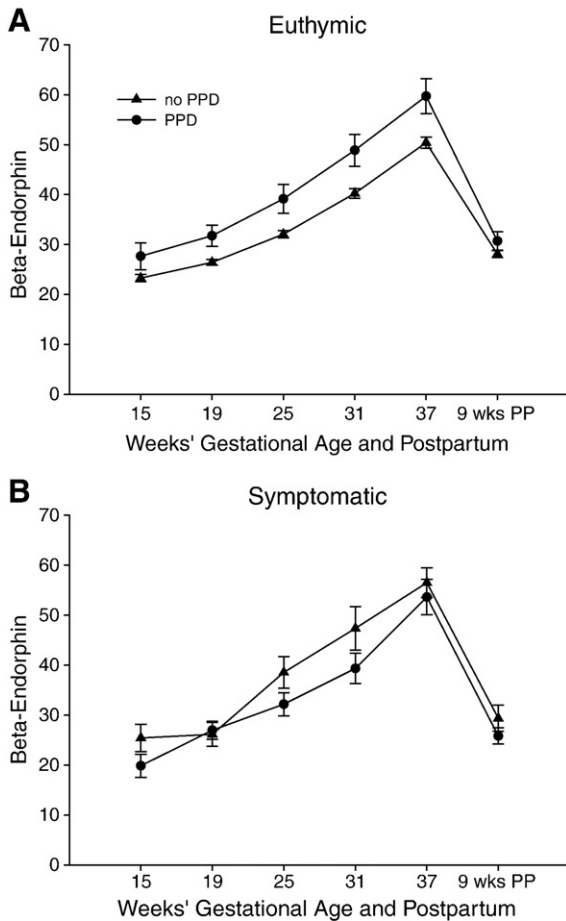 A
Euthymic
70
60
50
40
30
20
10
0
Beta-Endorphin
no PPD
PPD
15 19 25 31 37 9 wks PP
Weeks' Gestational Age and Postpartum
B
Symptomatic
70
60
50
40
30
20
10
0
Beta-Endorphin
15 19 25 31 37 9 wks PP
Weeks' Gestational Age and Postpartum